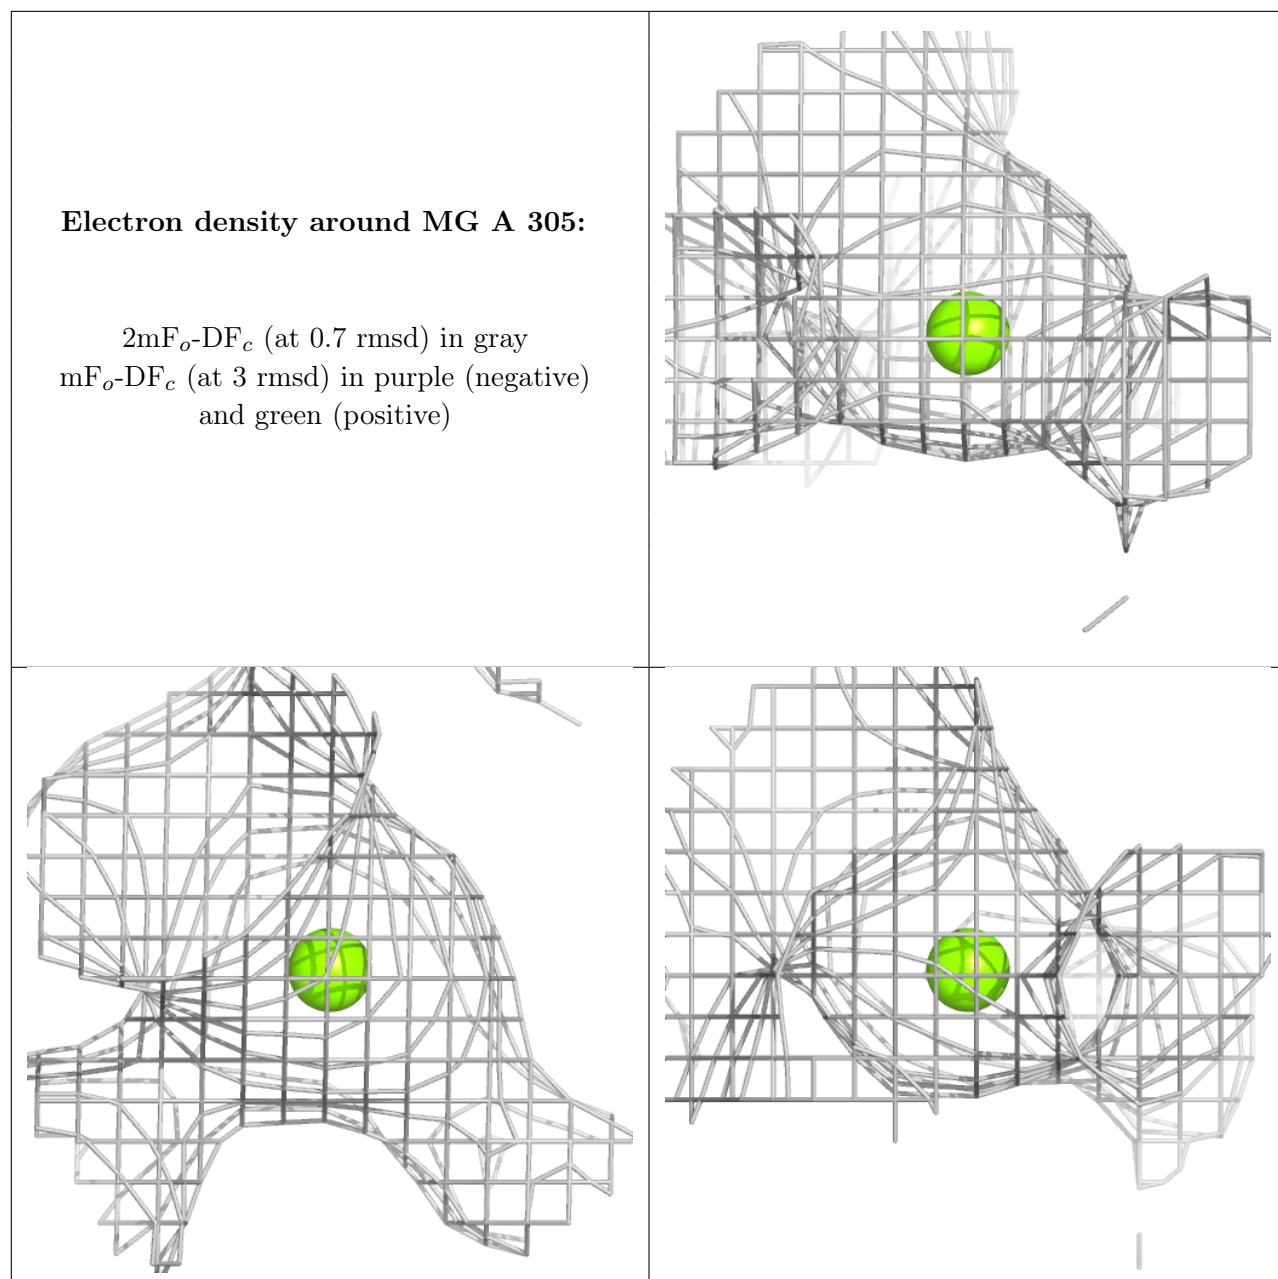 Electron density around MG A 305:
2mFo-DFc (at 0.7 rmsd) in gray
mFo-DFc (at 3 rmsd) in purple (negative)
and green (positive)